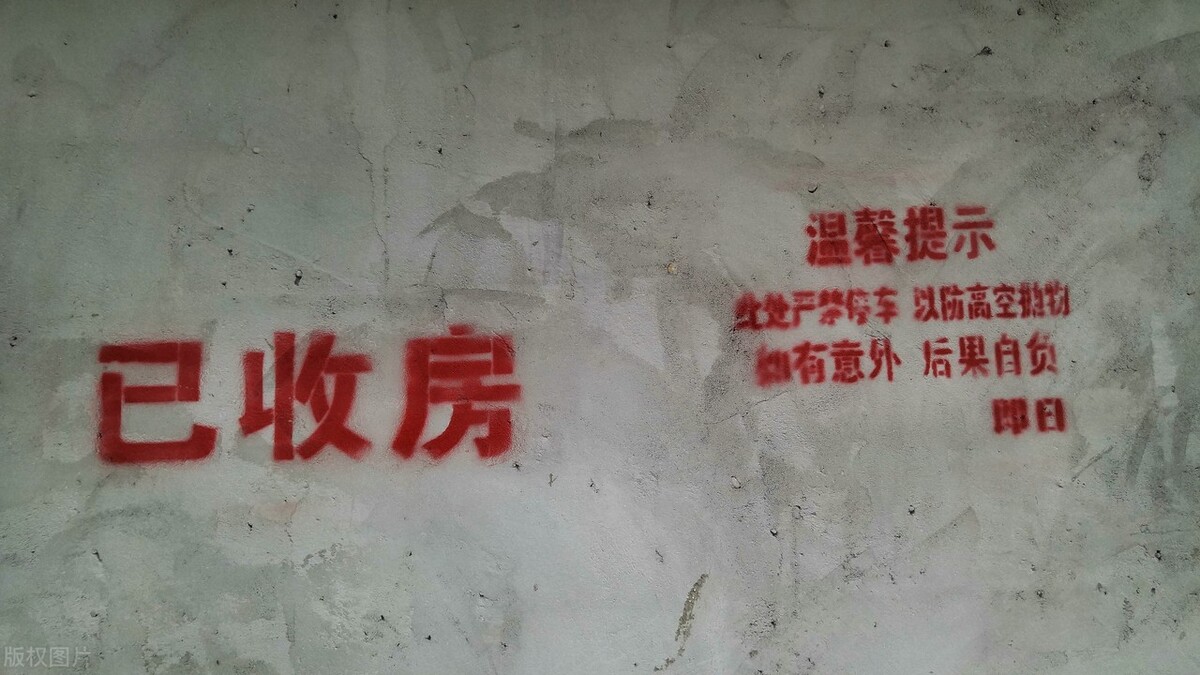 已收房
温馨提示
此处严禁停车 以防高空抛物
如有意外 后果自负
即日
版权图片